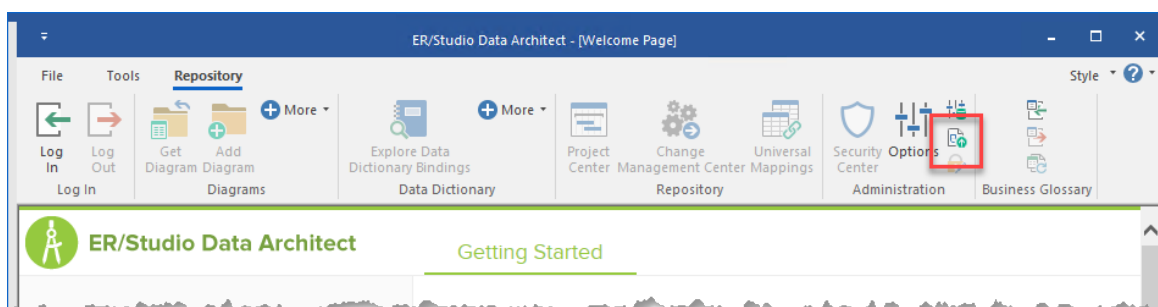 ER/Studio Data Architect - [Welcome Page]
File Tools Repository Style
More More
Log In Log Out Get Diagram Add Diagram Explore Data Dictionary Bindings Project Center Change Management Center Universal Mappings Security Center Options
Log In Diagrams Data Dictionary Repository Administration Business Glossary
ER/Studio Data Architect Getting Started